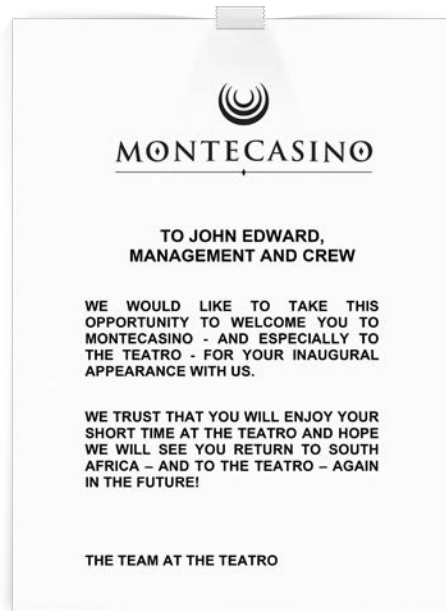 MONTECASINO
TO JOHN EDWARD,
MANAGEMENT AND CREW
WE WOULD LIKE TO TAKE THIS
OPPORTUNITY TO WELCOME YOU TO
MONTECASINO - AND ESPECIALLY TO
THE TEATRO - FOR YOUR INAUGURAL
APPEARANCE WITH US.
WE TRUST THAT YOU WILL ENJOY YOUR
SHORT TIME AT THE TEATRO AND HOPE
WE WILL SEE YOU RETURN TO SOUTH
AFRICA – AND TO THE TEATRO – AGAIN
IN THE FUTURE!
THE TEAM AT THE TEATRO